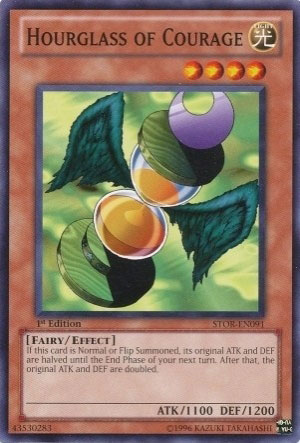 HOURGLASS OF COURAGE
LIGHT
光
1st Edition
STOR-EN091
[FAIRY/EFFECT]
If this card is Normal or Flip Summoned, its original ATK and DEF
are halved until the End Phase of your next turn. After that, the
original ATK and DEF are doubled.
ATK/1100 DEF/1200
43530283
©1996 KAZUKI TAKAHASHI